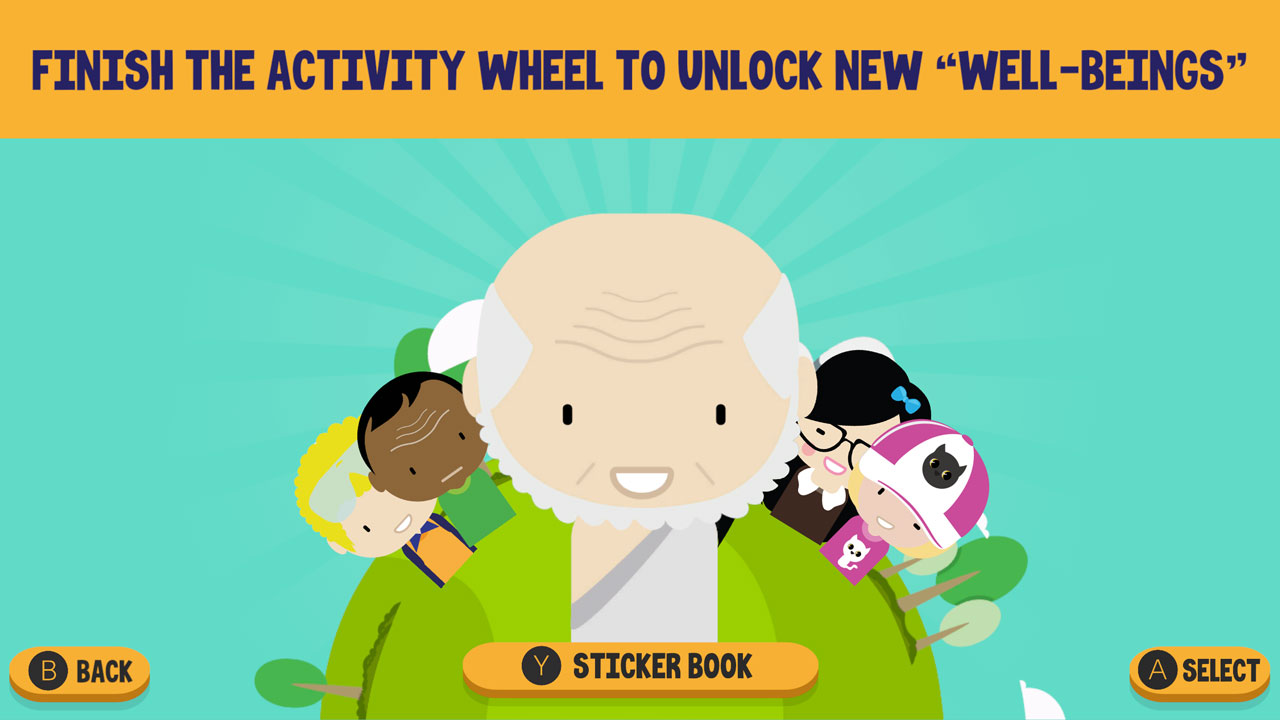 FINISH THE ACTIVITY WHEEL TO UNLOCK NEW “WELL-BEINGS”
B BACK
Y STICKER BOOK
A SELECT